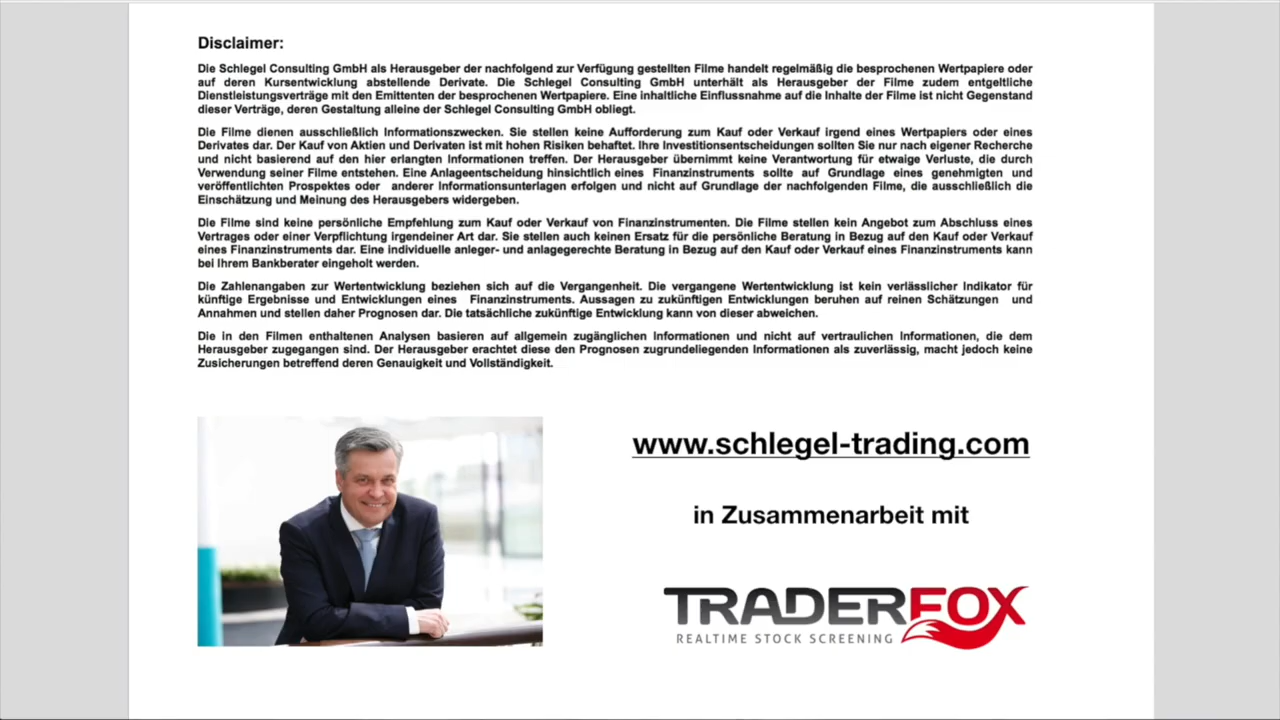 Disclaimer:
Die Schlegel Consulting GmbH als Herausgeber der nachfolgend zur Verfügung gestellten Filme handelt regelmäßig die besprochenen Wertpapiere oder
auf deren Kursentwicklung abstellende Derivate. Die Schlegel Consulting GmbH unterhält als Herausgeber der Filme zudem entgeltliche
Dienstleistungsverträge mit den Emittenten der besprochenen Wertpapiere. Eine inhaltliche Einflussnahme auf die Inhalte der Filme ist nicht Gegenstand
dieser Verträge, deren Gestaltung alleine der Schlegel Consulting GmbH obliegt.
Die Filme dienen ausschließlich Informationszwecken. Sie stellen keine Aufforderung zum Kauf oder Verkauf irgend eines Wertpapiers oder eines
Derivates dar. Der Kauf von Aktien und Derivaten ist mit hohen Risiken behaftet. Ihre Investitionsentscheidungen sollten Sie nur nach eigener Recherche
und nicht basierend auf den hier erlangten Informationen treffen. Der Herausgeber übernimmt keine Verantwortung für etwaige Verluste, die durch
Verwendung seiner Filme entstehen. Eine Anlageentscheidung hinsichtlich eines Finanzinstruments sollte auf Grundlage eines genehmigten und
veröffentlichten Prospektes oder anderer Informationsunterlagen erfolgen und nicht auf Grundlage der nachfolgenden Filme, die ausschließlich die
Einschätzung und Meinung des Herausgebers widergeben.
Die Filme sind keine persönliche Empfehlung zum Kauf oder Verkauf von Finanzinstrumenten. Die Filme stellen kein Angebot zum Abschluss eines
Vertrages oder einer Verpflichtung irgendeiner Art dar. Sie stellen auch keinen Ersatz für die persönliche Beratung in Bezug auf den Kauf oder Verkauf
eines Finanzinstruments dar. Eine individuelle anleger- und anlagegerechte Beratung in Bezug auf den Kauf oder Verkauf eines Finanzinstruments kann
bei Ihrem Bankberater eingeholt werden.
Die Zahlenangaben zur Wertentwicklung beziehen sich auf die Vergangenheit. Die vergangene Wertentwicklung ist kein verlässlicher Indikator für
künftige Ergebnisse und Entwicklungen eines Finanzinstruments. Aussagen zu zukünftigen Entwicklungen beruhen auf reinen Schätzungen und
Annahmen und stellen daher Prognosen dar. Die tatsächliche zukünftige Entwicklung kann von dieser abweichen.
Die in den Filmen enthaltenen Analysen basieren auf allgemein zugänglichen Informationen und nicht auf vertraulichen Informationen, die dem
Herausgeber zugegangen sind. Der Herausgeber erachtet diese den Prognosen zugrundeliegenden Informationen als zuverlässig, macht jedoch keine
Zusicherungen betreffend deren Genauigkeit und Vollständigkeit.
www.schlegel-trading.com
in Zusammenarbeit mit
TRADERFOX
REALTIME STOCK SCREENING